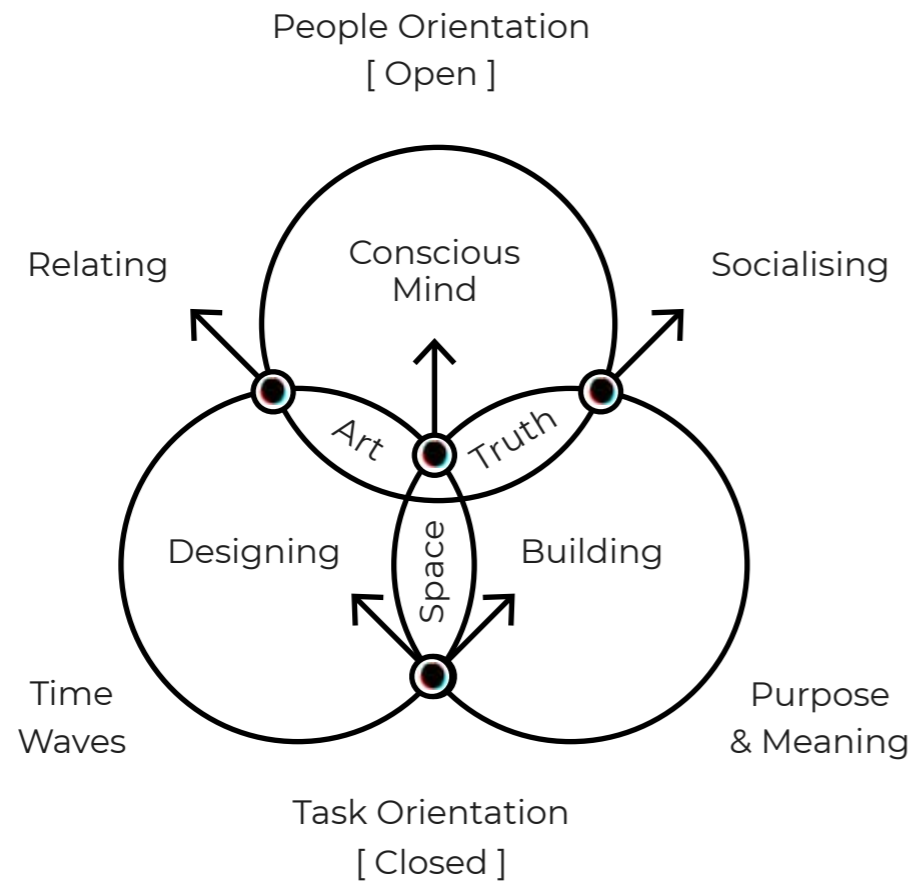 People Orientation
[ Open ]
Relating
Conscious
Mind
Socialising
Art
Truth
Designing
Space
Building
Time
Waves
Purpose
& Meaning
Task Orientation
[ Closed ]